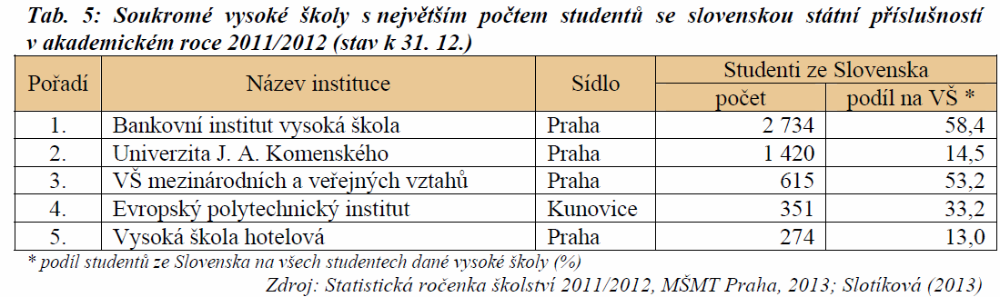 Tab. 5: Soukromé vysoké školy s největším počtem studentů se slovenskou státní příslušností
v akademickém roce 2011/2012 (stav k 31. 12.)
Pořadí Název instituce Sídlo Studenti ze Slovenska
počet podíl na VŠ *
1. Bankovní institut vysoká škola Praha 2 734 58,4
2. Univerzita J. A. Komenského Praha 1 420 14,5
3. VŠ mezinárodních a veřejných vztahů Praha 615 53,2
4. Evropský polytechnický institut Kunovice 351 33,2
5. Vysoká škola hotelová Praha 274 13,0
* podíl studentů ze Slovenska na všech studentech dané vysoké školy (%)
Zdroj: Statistická ročenka školství 2011/2012, MŠMT Praha, 2013; Slotíková (2013)